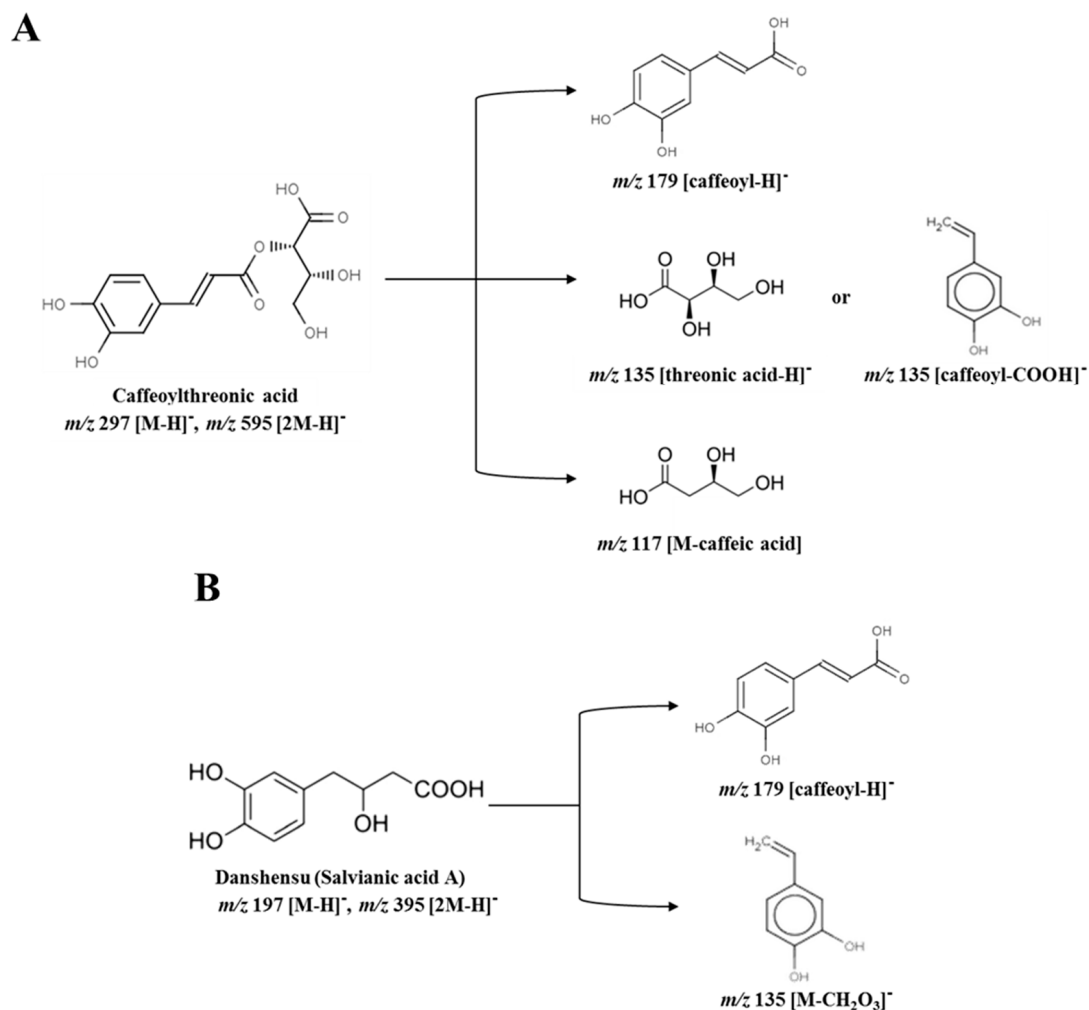 A
OH
O
HO
OH
m/z 179 [caffeoyl-H]⁻
HO
O
O
OH
O
OH
HO
HO
Caffeoylthreonic acid
m/z 297 [M-H]⁻, m/z 595 [2M-H]⁻
O
OH
HO
OH
OH
m/z 135 [threonic acid-H]⁻
or
H₂C
OH
OH
m/z 135 [caffeoyl-COOH]⁻
O
OH
HO
OH
m/z 117 [M-caffeic acid]
B
OH
O
HO
OH
m/z 179 [caffeoyl-H]⁻
HO
HO
COOH
OH
Danshensu (Salvianic acid A)
m/z 197 [M-H]⁻, m/z 395 [2M-H]⁻
H₂C
OH
OH
m/z 135 [M-CH₂O₃]⁻